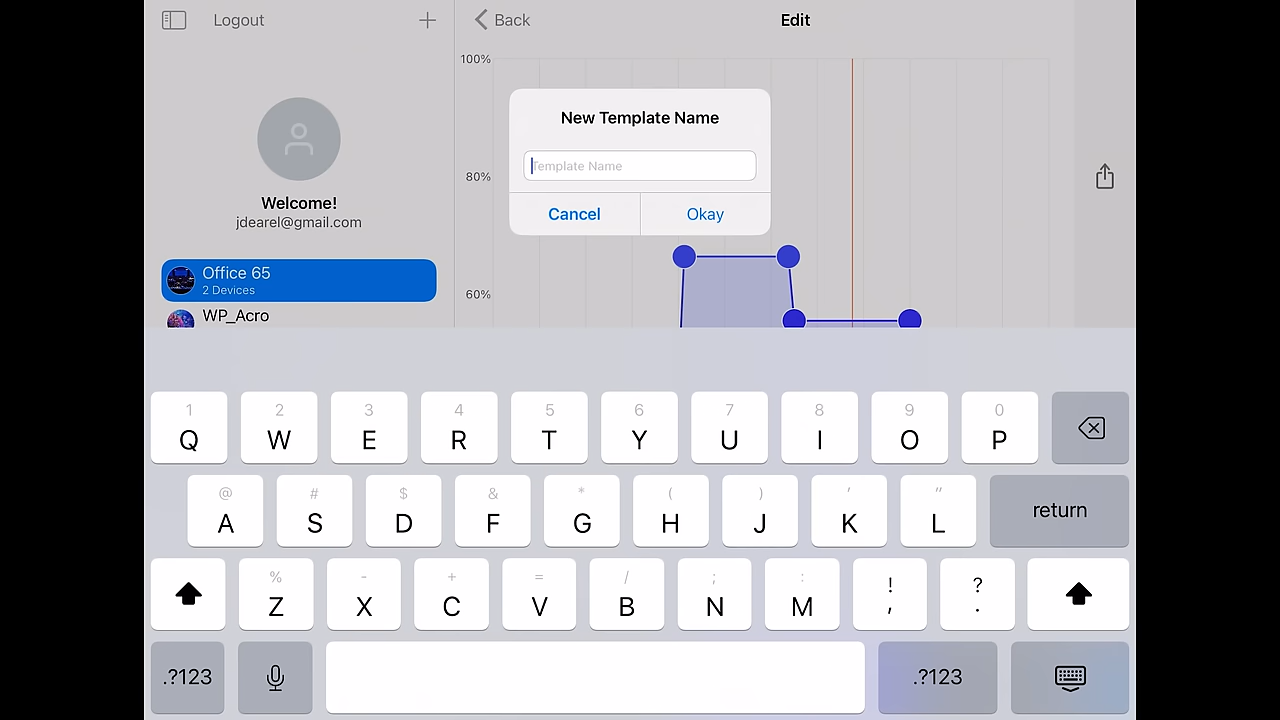 Logout
Back
Edit
100%
New Template Name
Template Name
80%
Welcome!
jdearel@gmail.com
Cancel
Okay
Office 65
2 Devices
60%
WP_Acro
1 2 3 4 5 6 7 8 9 0
Q W E R T Y U I O P
@ # $ & * ( ) ' "
A S D F G H J K L return
% - + = / ; : ! ?
Z X C V B N M , .
.?123 .?123